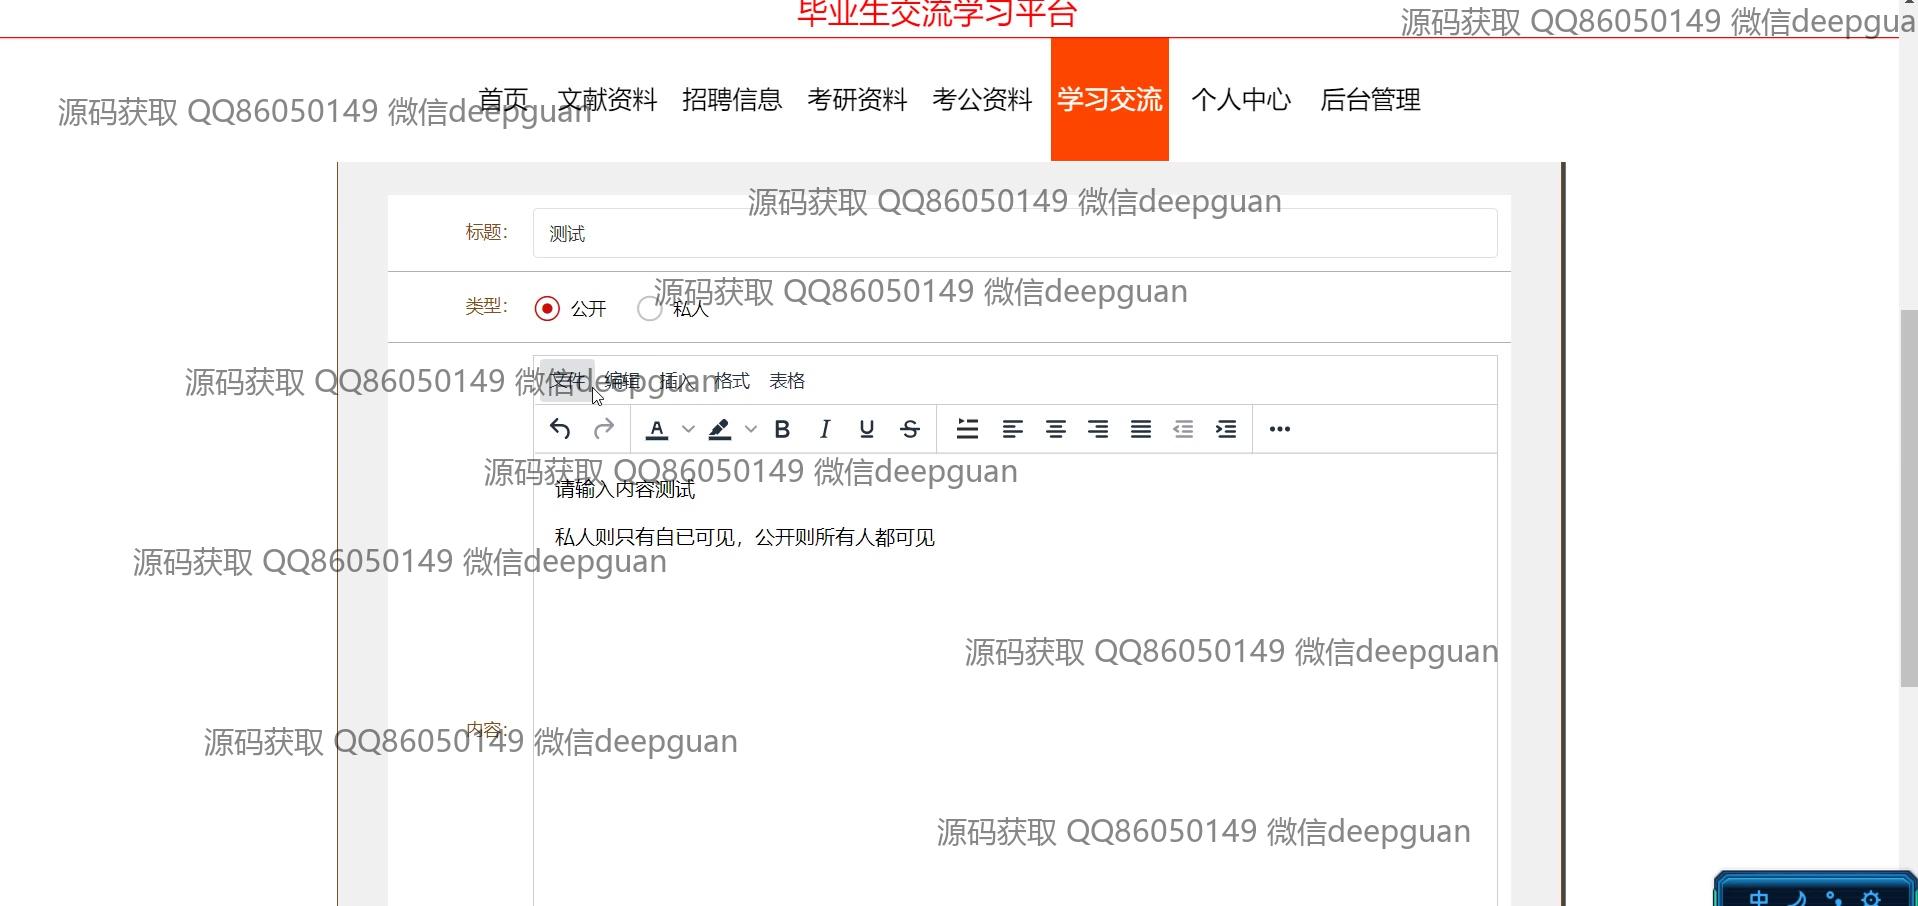 毕业生交流学习平台
源码获取 QQ86050149 微信deepgua
首页 文献资料 招聘信息 考研资料 考公资料 学习交流 个人中心 后台管理
源码获取 QQ86050149 微信deepguan
源码获取 QQ86050149 微信deepguan
标题： 测试
源码获取 QQ86050149 微信deepguan
类型： 公开 私人
源码获取 QQ86050149 微信deepguan
文件 编辑 插入 格式 表格
A B I U S
源码获取 QQ86050149 微信deepguan
请输入内容测试
私人则只有自已可见，公开则所有人都可见
源码获取 QQ86050149 微信deepguan
源码获取 QQ86050149 微信deepguan
内容：
源码获取 QQ86050149 微信deepguan
源码获取 QQ86050149 微信deepguan
中